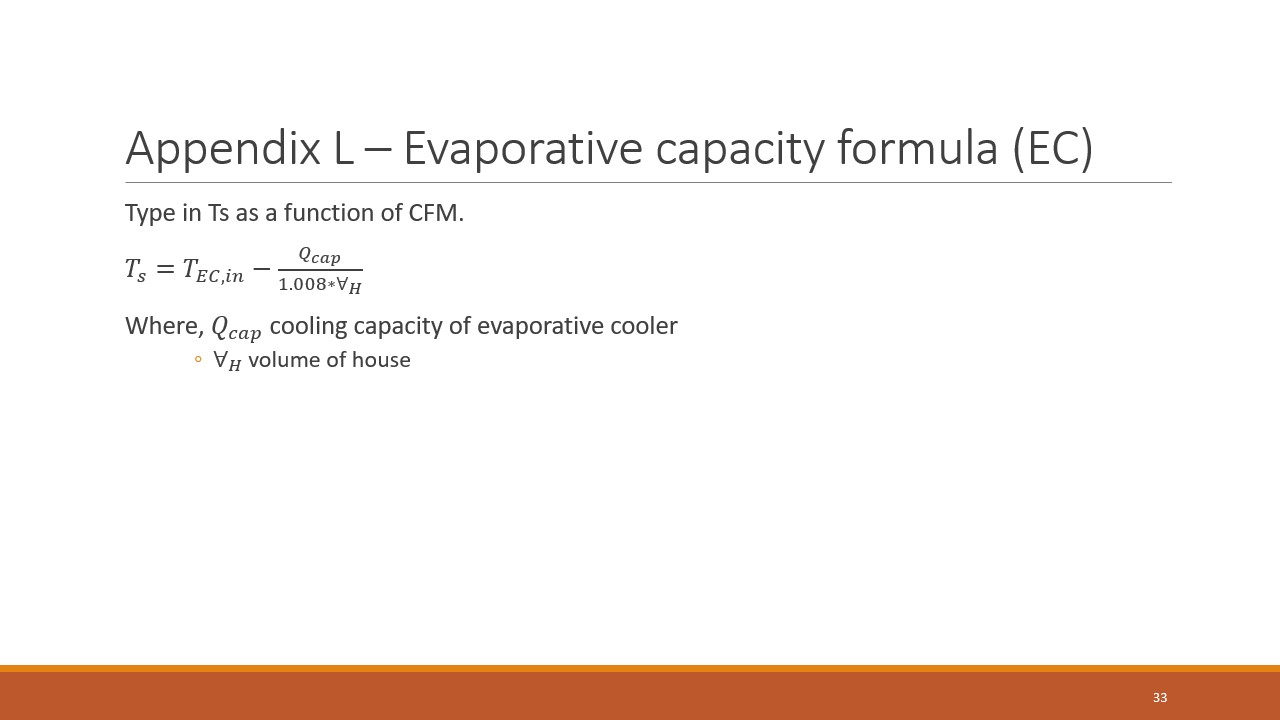 Appendix L – Evaporative capacity formula (EC)
Type in Ts as a function of CFM.
$T_s = T_{EC,in} - \frac{Q_{cap}}{1.008*\forall_H}$
Where, $Q_{cap}$ cooling capacity of evaporative cooler
◦ $\forall_H$ volume of house
33